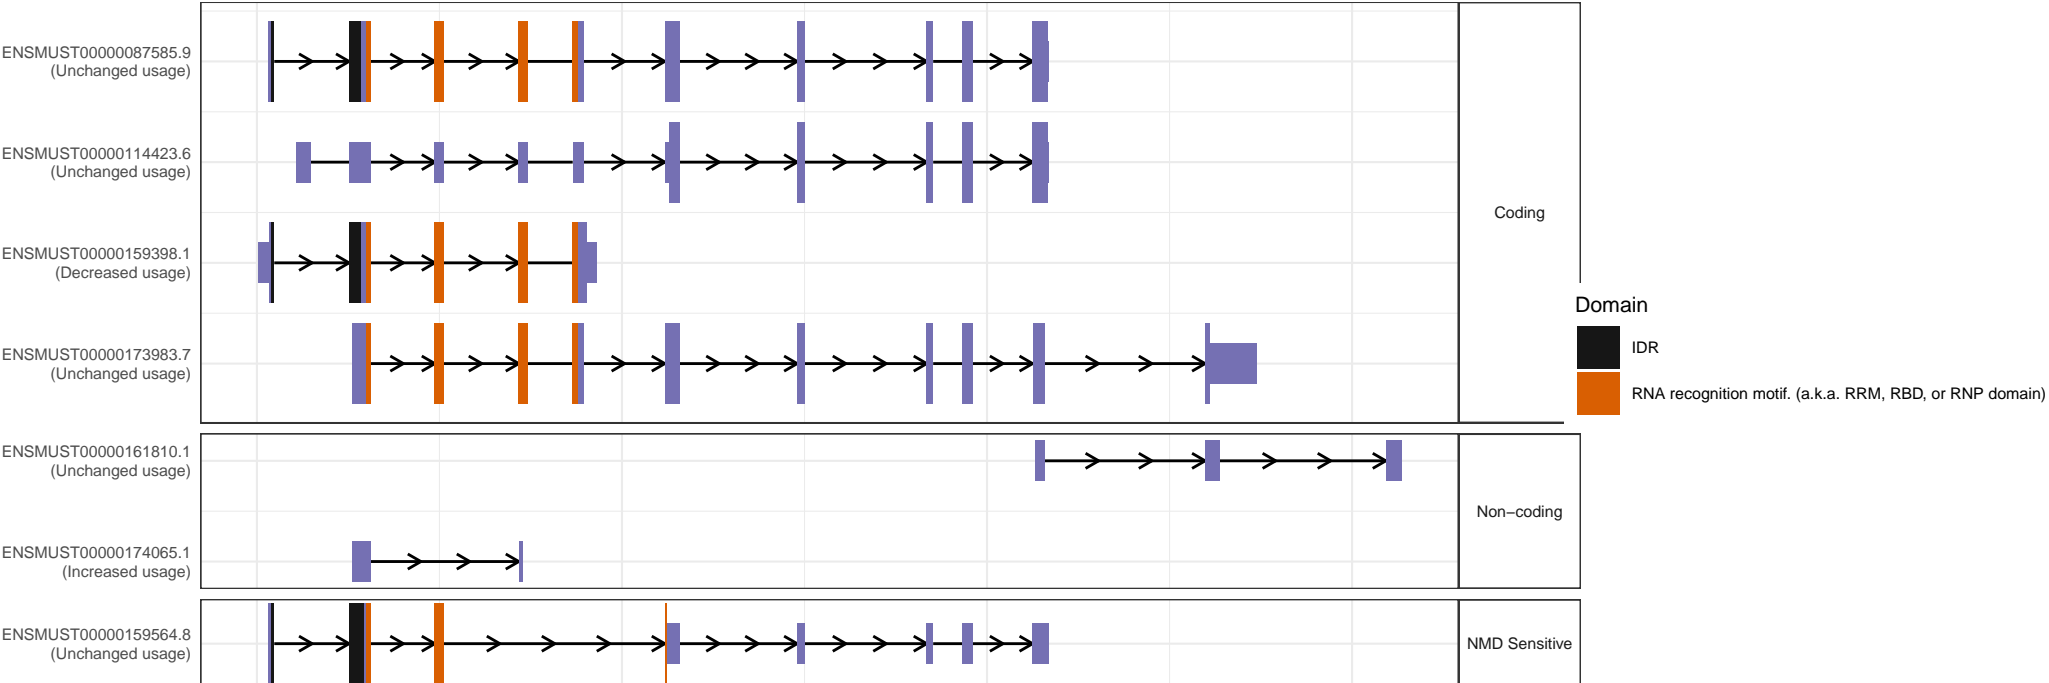 ENSMUST00000087585.9
(Unchanged usage)
ENSMUST00000114423.6
(Unchanged usage)
ENSMUST00000159398.1
(Decreased usage)
ENSMUST00000173983.7
(Unchanged usage)
Coding
Domain
IDR
RNA recognition motif. (a.k.a. RRM, RBD, or RNP domain)
ENSMUST00000161810.1
(Unchanged usage)
ENSMUST00000174065.1
(Increased usage)
Non−coding
ENSMUST00000159564.8
(Unchanged usage)
NMD Sensitive